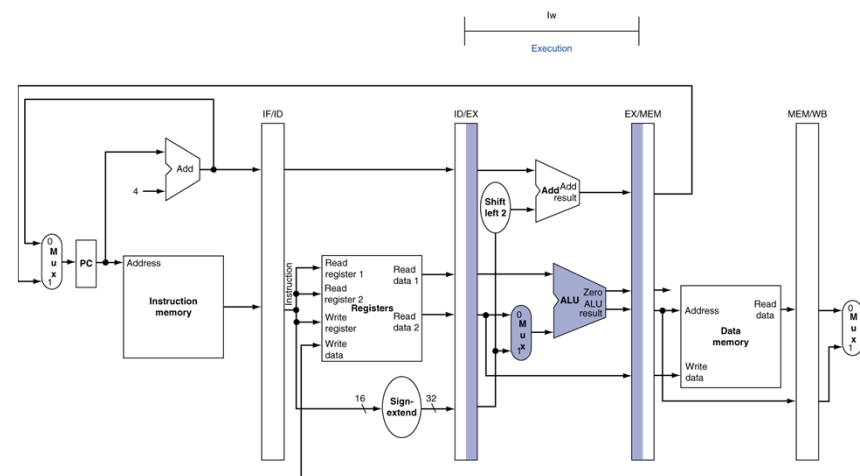 lw
Execution
IF/ID
ID/EX
EX/MEM
MEM/WB
Add
4
0
M
u
x
1
PC
Address
Instruction
memory
Instruction
Read
register 1
Read
register 2
Write
register
Write
data
Registers
Read
data 1
Read
data 2
16
Sign-
extend
32
Shift
left 2
Add
Add
result
0
M
u
x
1
ALU
Zero
ALU
result
Address
Write
data
Read
data
Data
memory
0
M
u
x
1